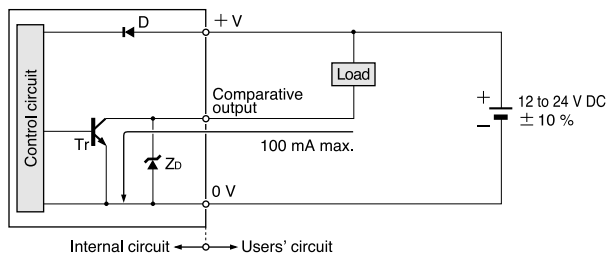 D
+ V
Control circuit
Load
Comparative
output
Tr
ZD
100 mA max.
+
12 to 24 V DC
± 10 %
−
0 V
Internal circuit
Users' circuit